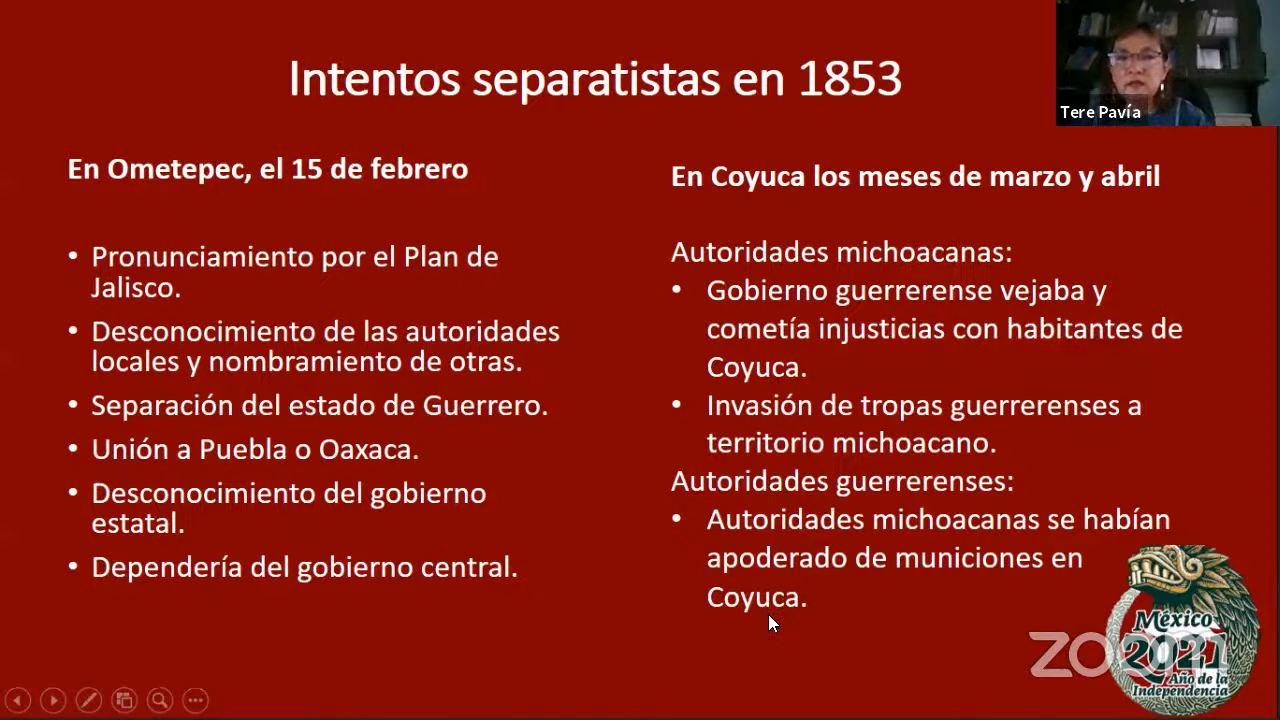 Intentos separatistas en 1853
Tere Pavía
En Ometepec, el 15 de febrero
• Pronunciamiento por el Plan de
Jalisco.
• Desconocimiento de las autoridades
locales y nombramiento de otras.
• Separación del estado de Guerrero.
• Unión a Puebla o Oaxaca.
• Desconocimiento del gobierno
estatal.
• Dependería del gobierno central.
En Coyuca los meses de marzo y abril
Autoridades michoacanas:
• Gobierno guerrerense vejaba y
cometía injusticias con habitantes de
Coyuca.
• Invasión de tropas guerrerenses a
territorio michoacano.
Autoridades guerrerenses:
• Autoridades michoacanas se habían
apoderado de municiones en
Coyuca.
México
2021
Año de la
Independencia
zoom